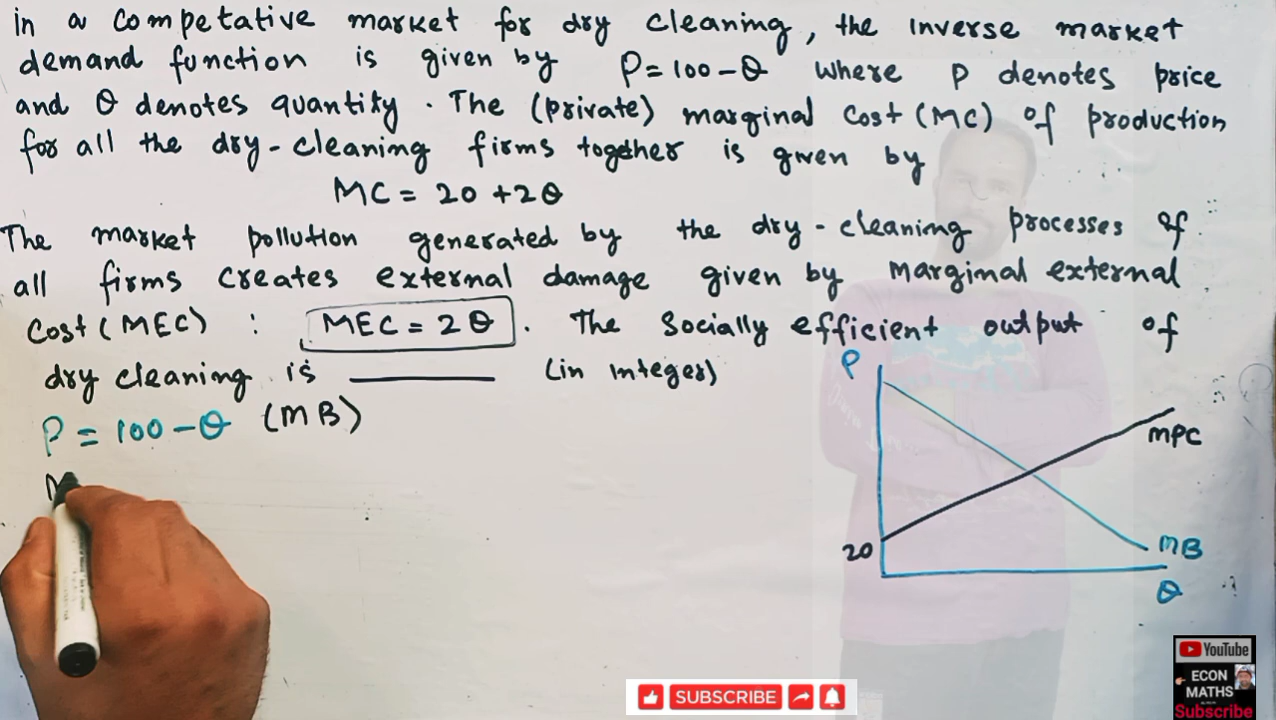 in a competative market for dry cleaning, the inverse market
demand function is given by P = 100 - Q where P denotes price
and Q denotes quantity. The (private) marginal Cost (MC) of production
for all the dry-cleaning firms together is given by
MC = 20 + 2Q
The market pollution generated by the dry-cleaning processes of
all firms creates external damage given by marginal external
Cost (MEC) : MEC = 2Q. The Socially efficient output of
dry cleaning is ______ (in integer)
P = 100 - Q (MB)
M
P
MPC
20
MB
Q
YouTube
ECON
MATHS
Subscribe
SUBSCRIBE